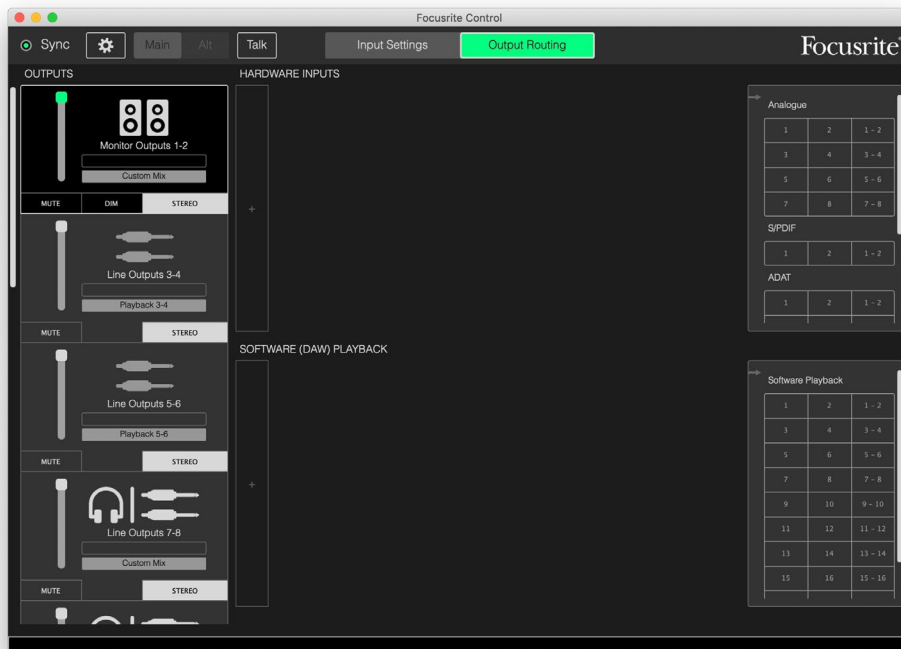 Focusrite Control
Sync
Main
Alt
Talk
Input Settings
Output Routing
Focusrite®
OUTPUTS
Monitor Outputs 1-2
Custom Mix
MUTE DIM STEREO
Line Outputs 3-4
Playback 3-4
MUTE STEREO
Line Outputs 5-6
Playback 5-6
MUTE STEREO
Line Outputs 7-8
Custom Mix
MUTE STEREO
HARDWARE INPUTS
+
Analogue
1 2 1 - 2
3 4 3 - 4
5 6 5 - 6
7 8 7 - 8
S/PDIF
1 2 1 - 2
ADAT
1 2 1 - 2
SOFTWARE (DAW) PLAYBACK
+
Software Playback
1 2 1 - 2
3 4 3 - 4
5 6 5 - 6
7 8 7 - 8
9 10 9 - 10
11 12 11 - 12
13 14 13 - 14
15 16 15 - 16